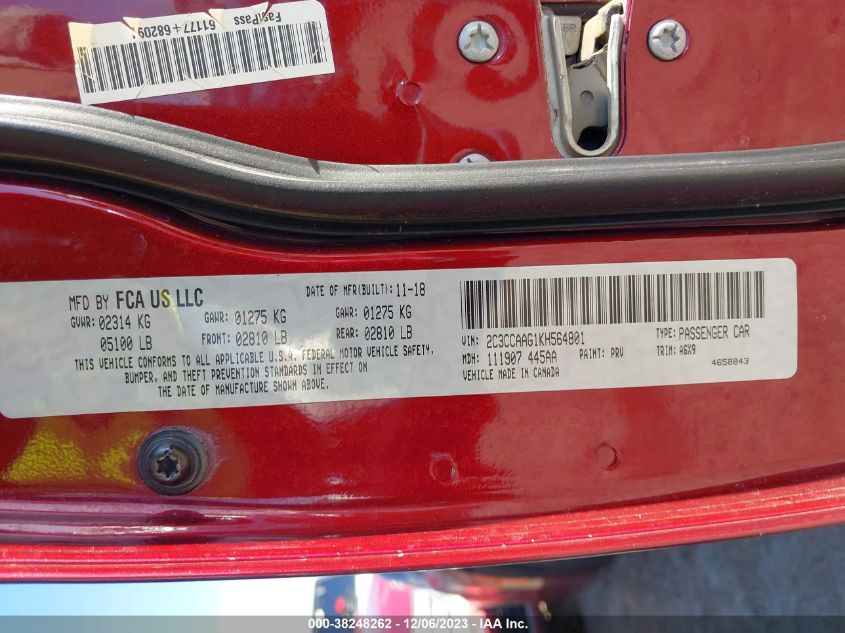 FastPass
61177 + 68209
MFD BY FCA US LLC
DATE OF MFR(BUILT): 11-18
GVWR: 02314 KG GAWR: 01275 KG GAWR: 01275 KG
05100 LB FRONT: 02810 LB REAR: 02810 LB
THIS VEHICLE CONFORMS TO ALL APPLICABLE U.S.A. FEDERAL MOTOR VEHICLE SAFETY,
BUMPER, AND THEFT PREVENTION STANDARDS IN EFFECT ON
THE DATE OF MANUFACTURE SHOWN ABOVE.
VIN: 2C3CCAAG1KH564801 TYPE: PASSENGER CAR
MDH: 111907 445AA PAINT: PRV TRIM: A6X9
VEHICLE MADE IN CANADA 4658843
000-38248262 - 12/06/2023 - IAA Inc.